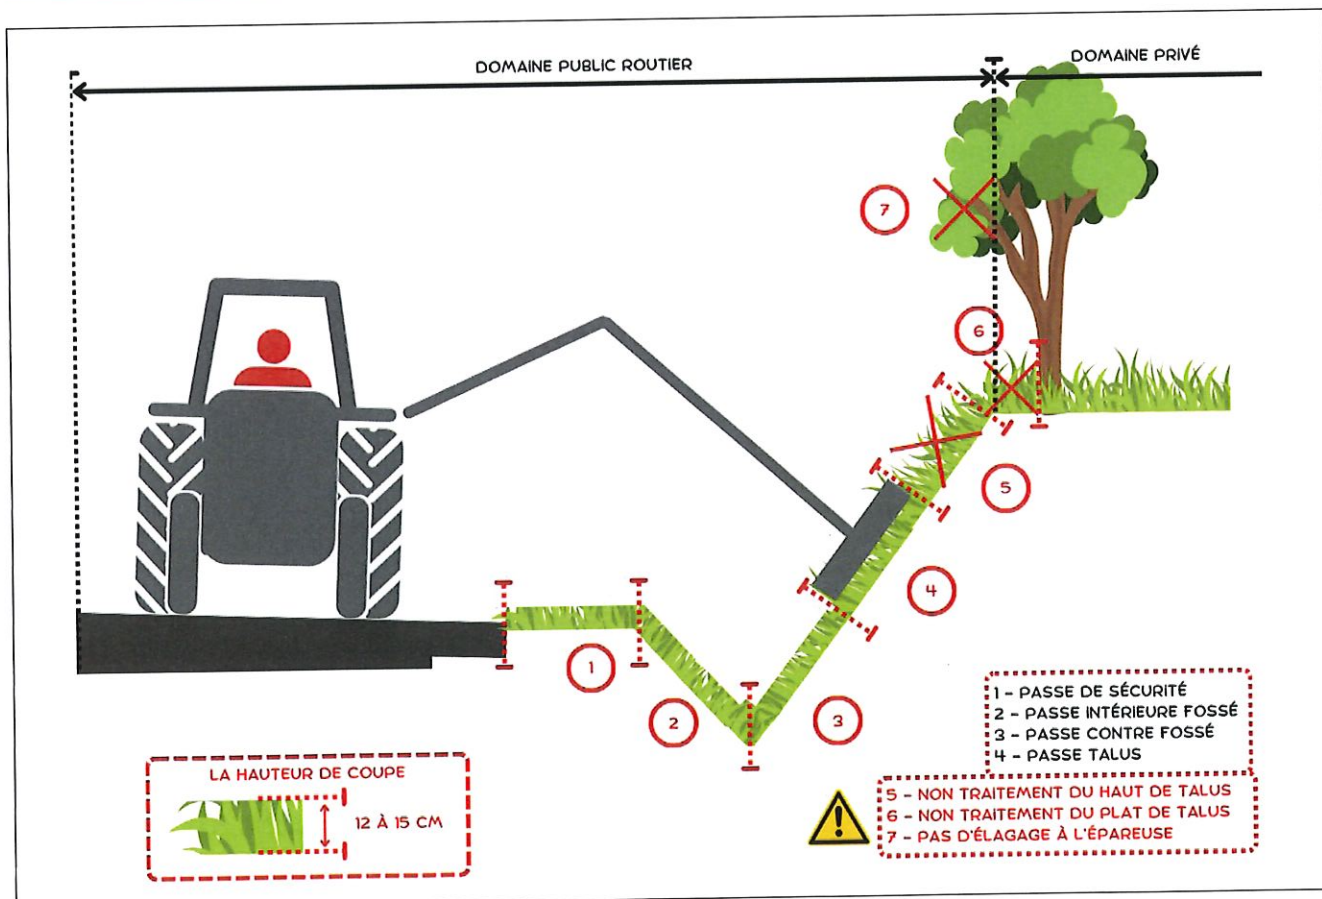 DOMAINE PUBLIC ROUTIER
DOMAINE PRIVÉ
7
6
5
4
1
2
3
1 - PASSE DE SÉCURITÉ
2 - PASSE INTÉRIEURE FOSSÉ
3 - PASSE CONTRE FOSSÉ
4 - PASSE TALUS
LA HAUTEUR DE COUPE
12 À 15 CM
5 - NON TRAITEMENT DU HAUT DE TALUS
6 - NON TRAITEMENT DU PLAT DE TALUS
7 - PAS D'ÉLAGAGE À L'ÉPAREUSE